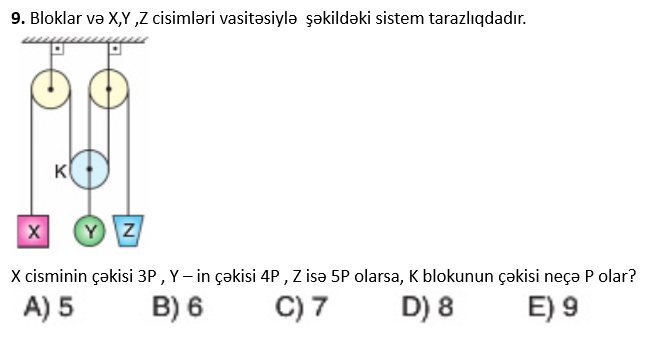 9. Bloklar və X,Y ,Z cisimləri vasitəsiylə şəkildəki sistem tarazlıqdadır.
K
X Y Z
X cisminin çəkisi 3P , Y – in çəkisi 4P , Z isə 5P olarsa, K blokunun çəkisi neçə P olar?
A) 5 B) 6 C) 7 D) 8 E) 9